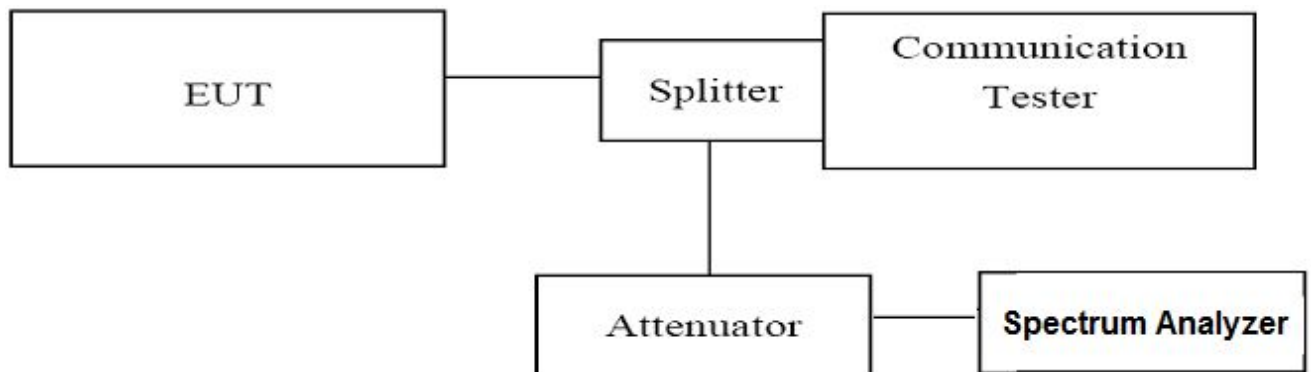 EUT
Splitter
Communication
Tester
Attenuator
Spectrum Analyzer